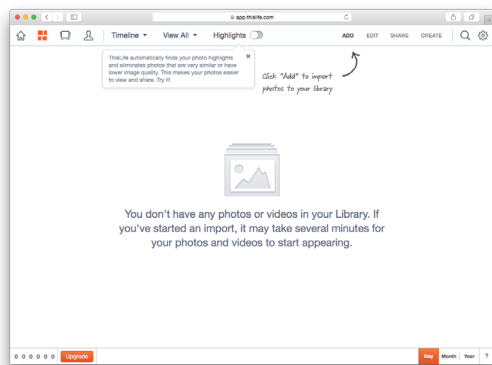 app.thislife.com
Timeline View All Highlights ADD EDIT SHARE CREATE
ThisLife automatically finds your photo highlights
and eliminates photos that are very similar or have
lower image quality. This makes your photos easier
to view and share. Try it!
Click "Add" to import
photos to your library
You don't have any photos or videos in your Library. If
you've started an import, it may take several minutes for
your photos and videos to start appearing.
0 0 0 0 0 0 Upgrade Day Month Year ?